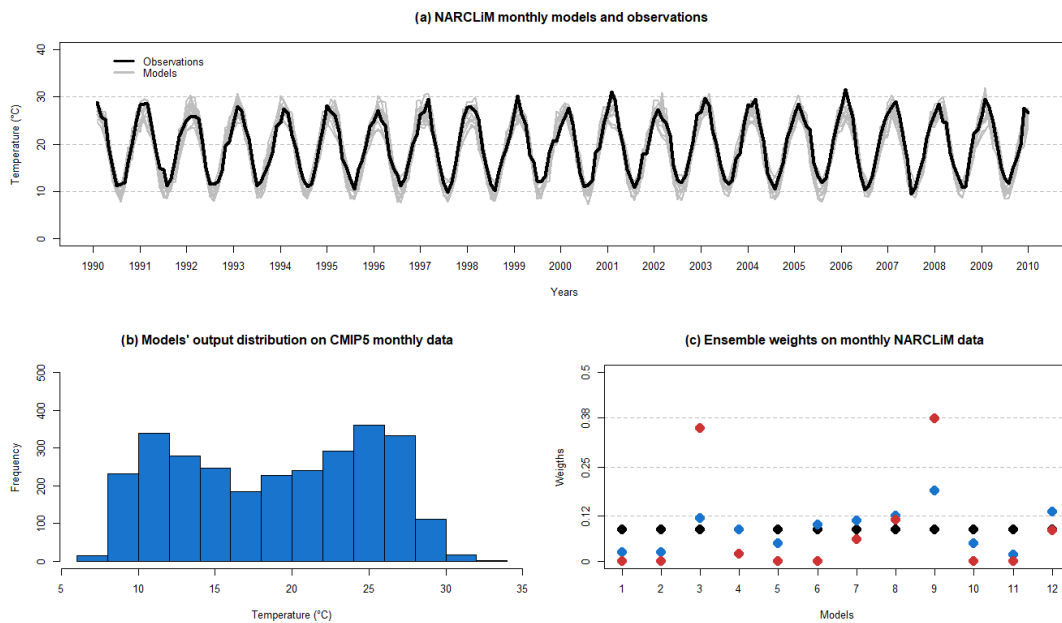 (a) NARCLiM monthly models and observations
Observations
Models
Temperature (°C)
40
30
20
10
0
1990 1991 1992 1993 1994 1995 1996 1997 1998 1999 2000 2001 2002 2003 2004 2005 2006 2007 2008 2009 2010
Years
(b) Models' output distribution on CMIP5 monthly data
Frequency
500
400
300
200
100
0
5 10 15 20 25 30 35
Temperature (°C)
(c) Ensemble weights on monthly NARCLiM data
Weigths
0.5
0.38
0.25
0.12
0
1 2 3 4 5 6 7 8 9 10 11 12
Models